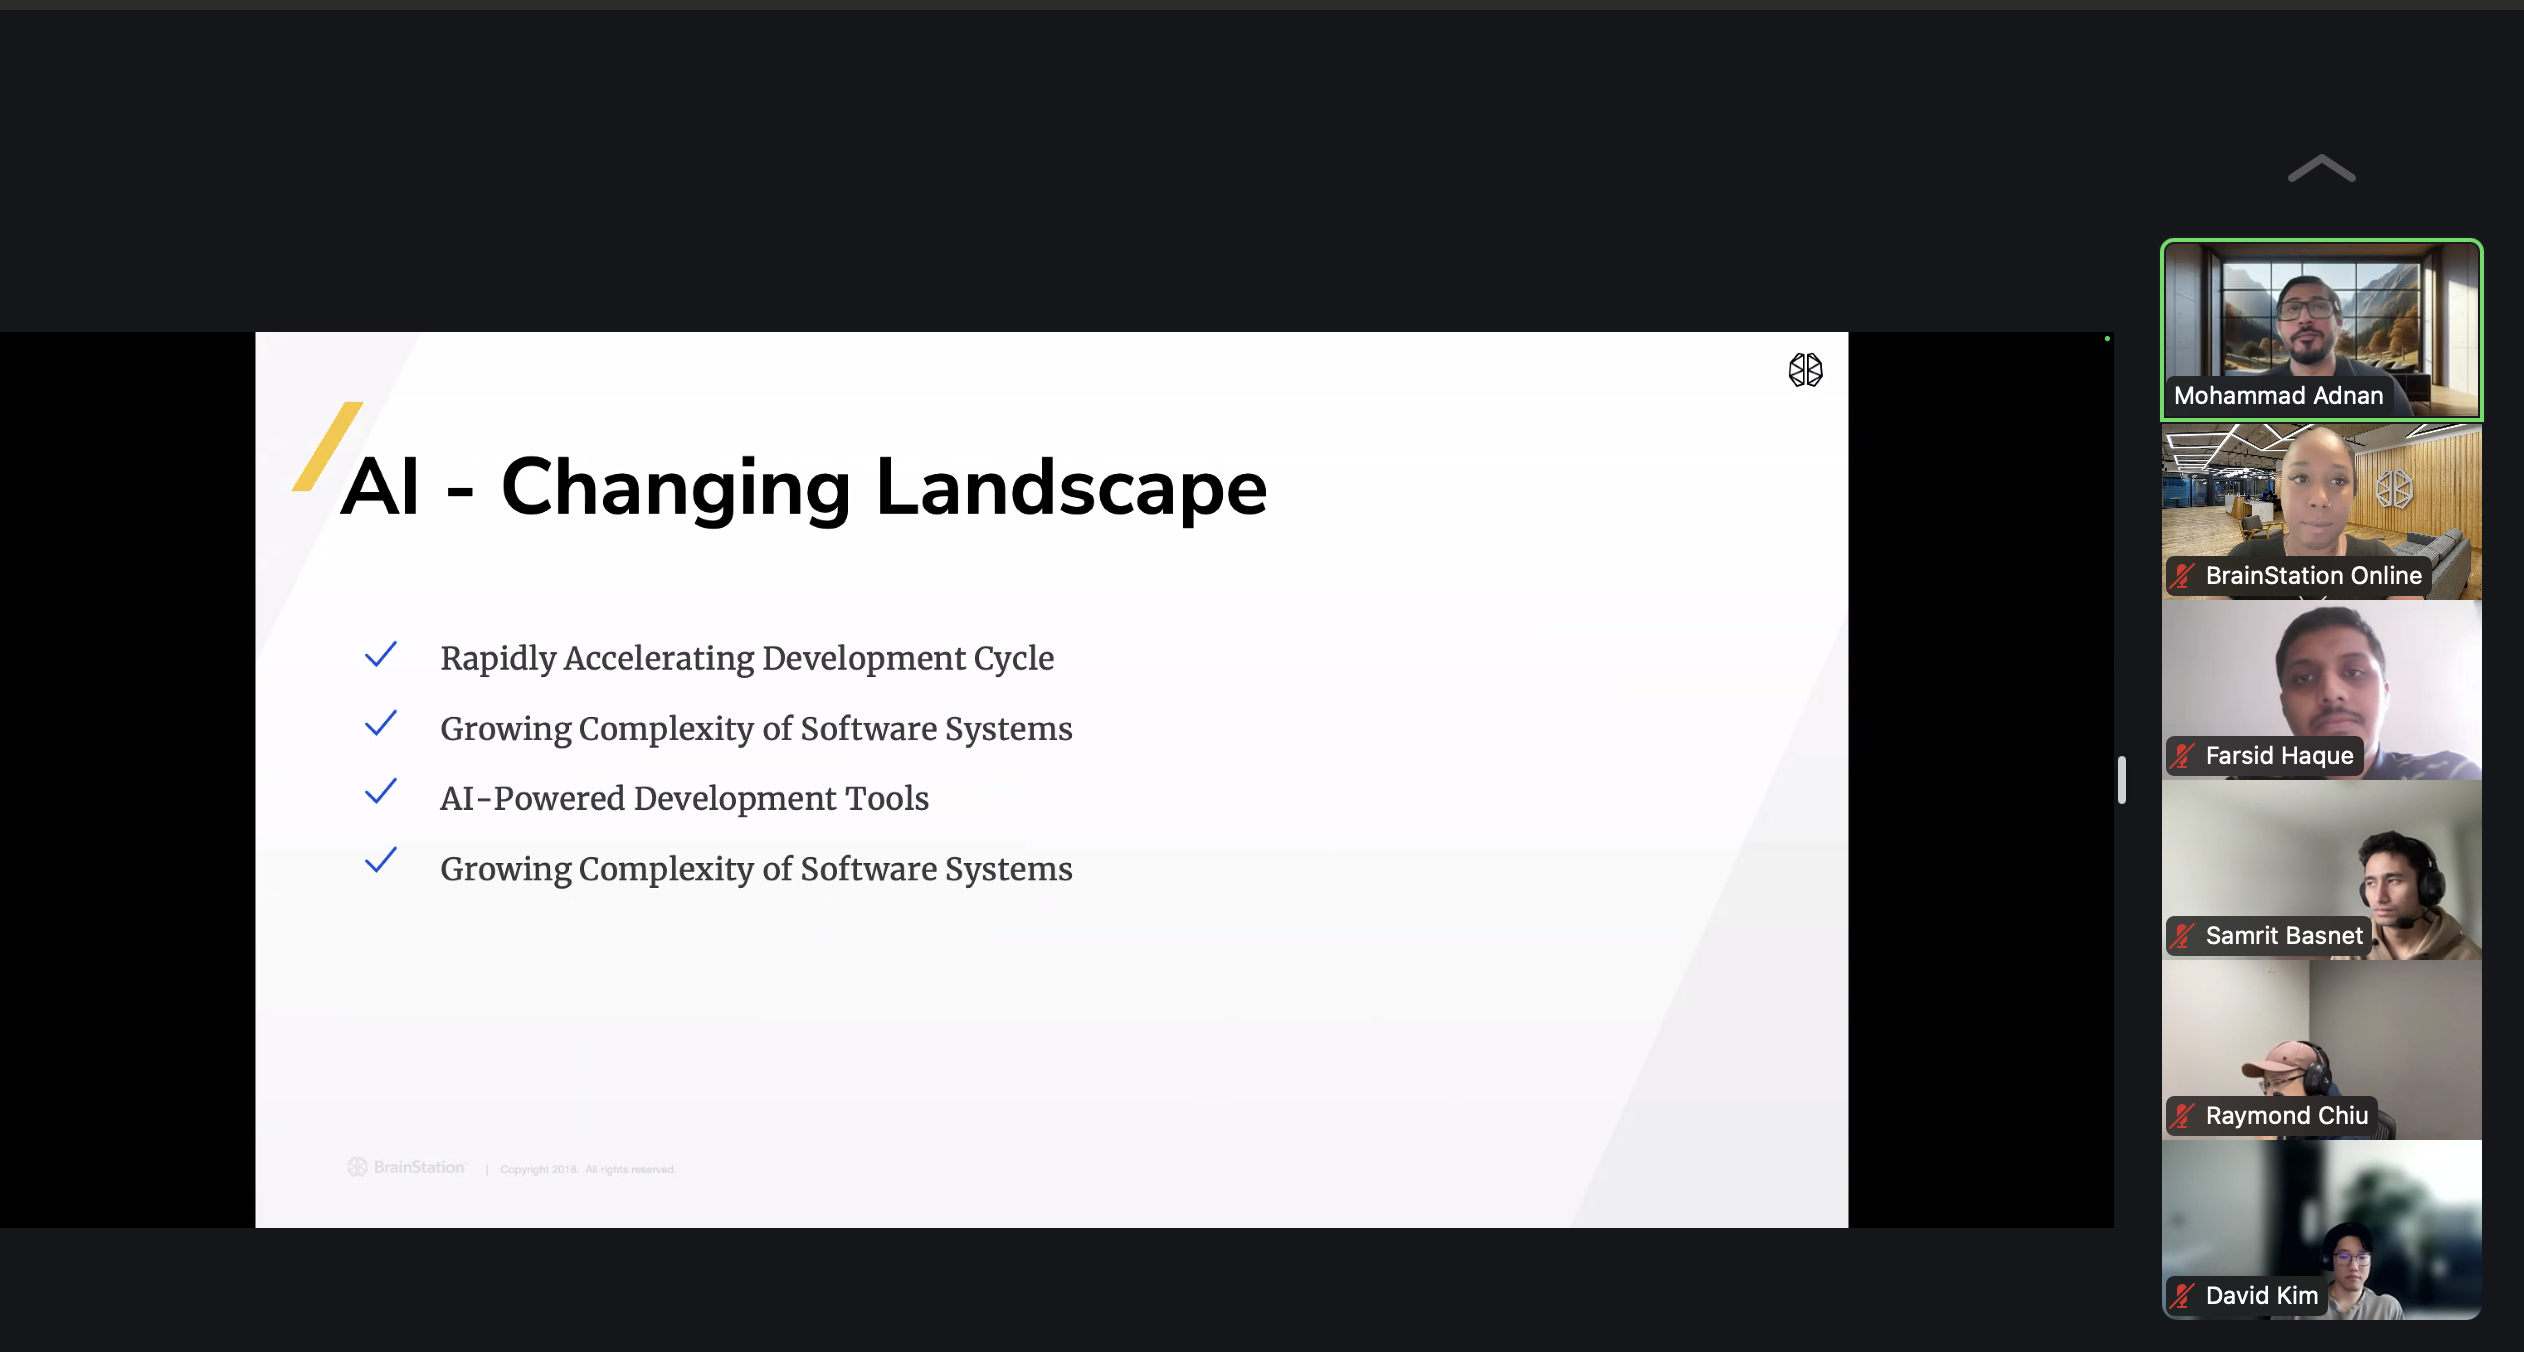 AI - Changing Landscape
Rapidly Accelerating Development Cycle
Growing Complexity of Software Systems
AI-Powered Development Tools
Growing Complexity of Software Systems
BrainStation | Copyright 2018. All rights reserved.
Mohammad Adnan
BrainStation Online
Farsid Haque
Samrit Basnet
Raymond Chiu
David Kim